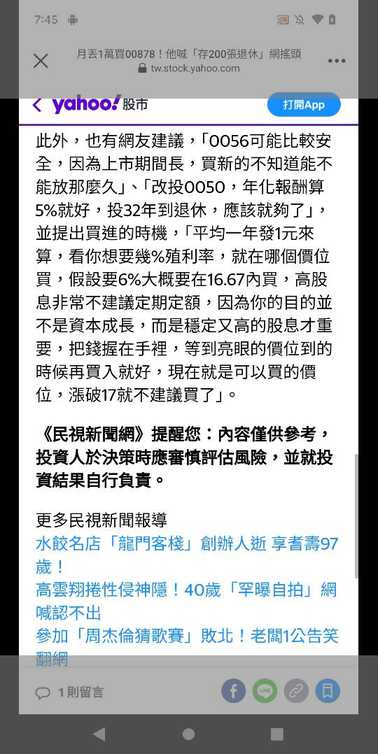 7:45
月丟1萬買00878！他喊「存200張退休」網搖頭
tw.stock.yahoo.com
yahoo!股市
打開App
此外，也有網友建議，「0056可能比較安
全，因為上市期間長，買新的不知道能不
能放那麼久」、「改投0050，年化報酬算
5%就好，投32年到退休，應該就夠了」，
並提出買進的時機，「平均一年發1元來
算，看你想要幾%殖利率，就在哪個價位
買，假設要6%大概要在16.67內買，高股
息非常不建議定期定額，因為你的目的並
不是資本成長，而是穩定又高的股息才重
要，把錢握在手裡，等到亮眼的價位到的
時候再買入就好，現在就是可以買的價
位，漲破17就不建議買了」。
《民視新聞網》提醒您：內容僅供參考，
投資人於決策時應審慎評估風險，並就投
資結果自行負責。
更多民視新聞報導
水餃名店「龍門客棧」創辦人逝 享耆壽97
歲！
高雲翔捲性侵神隱！40歲「罕曝自拍」網
喊認不出
參加「周杰倫猜歌賽」敗北！老闆1公告笑
翻網
1則留言